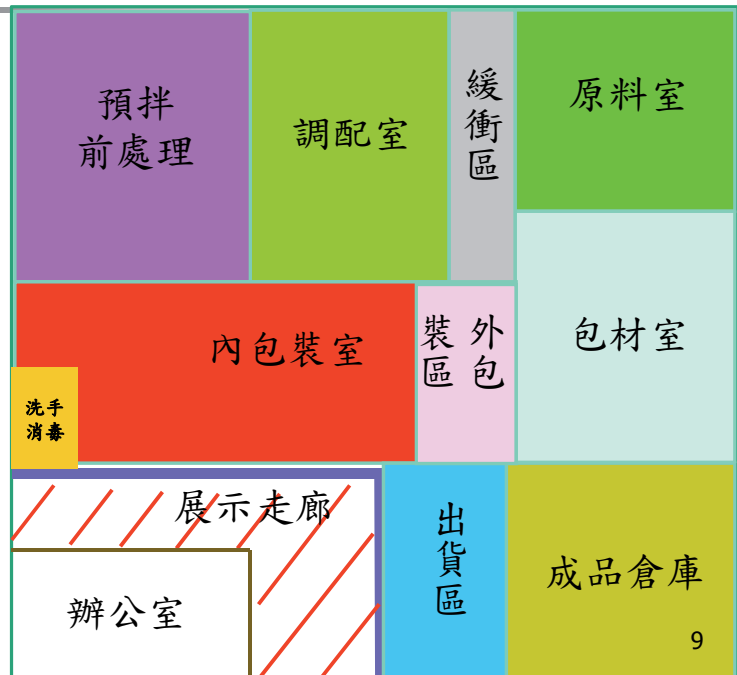 預拌
前處理
調配室
緩衝區
原料室
內包裝室
外包
裝區
包材室
洗手
消毒
展示走廊
辦公室
出貨區
成品倉庫
9